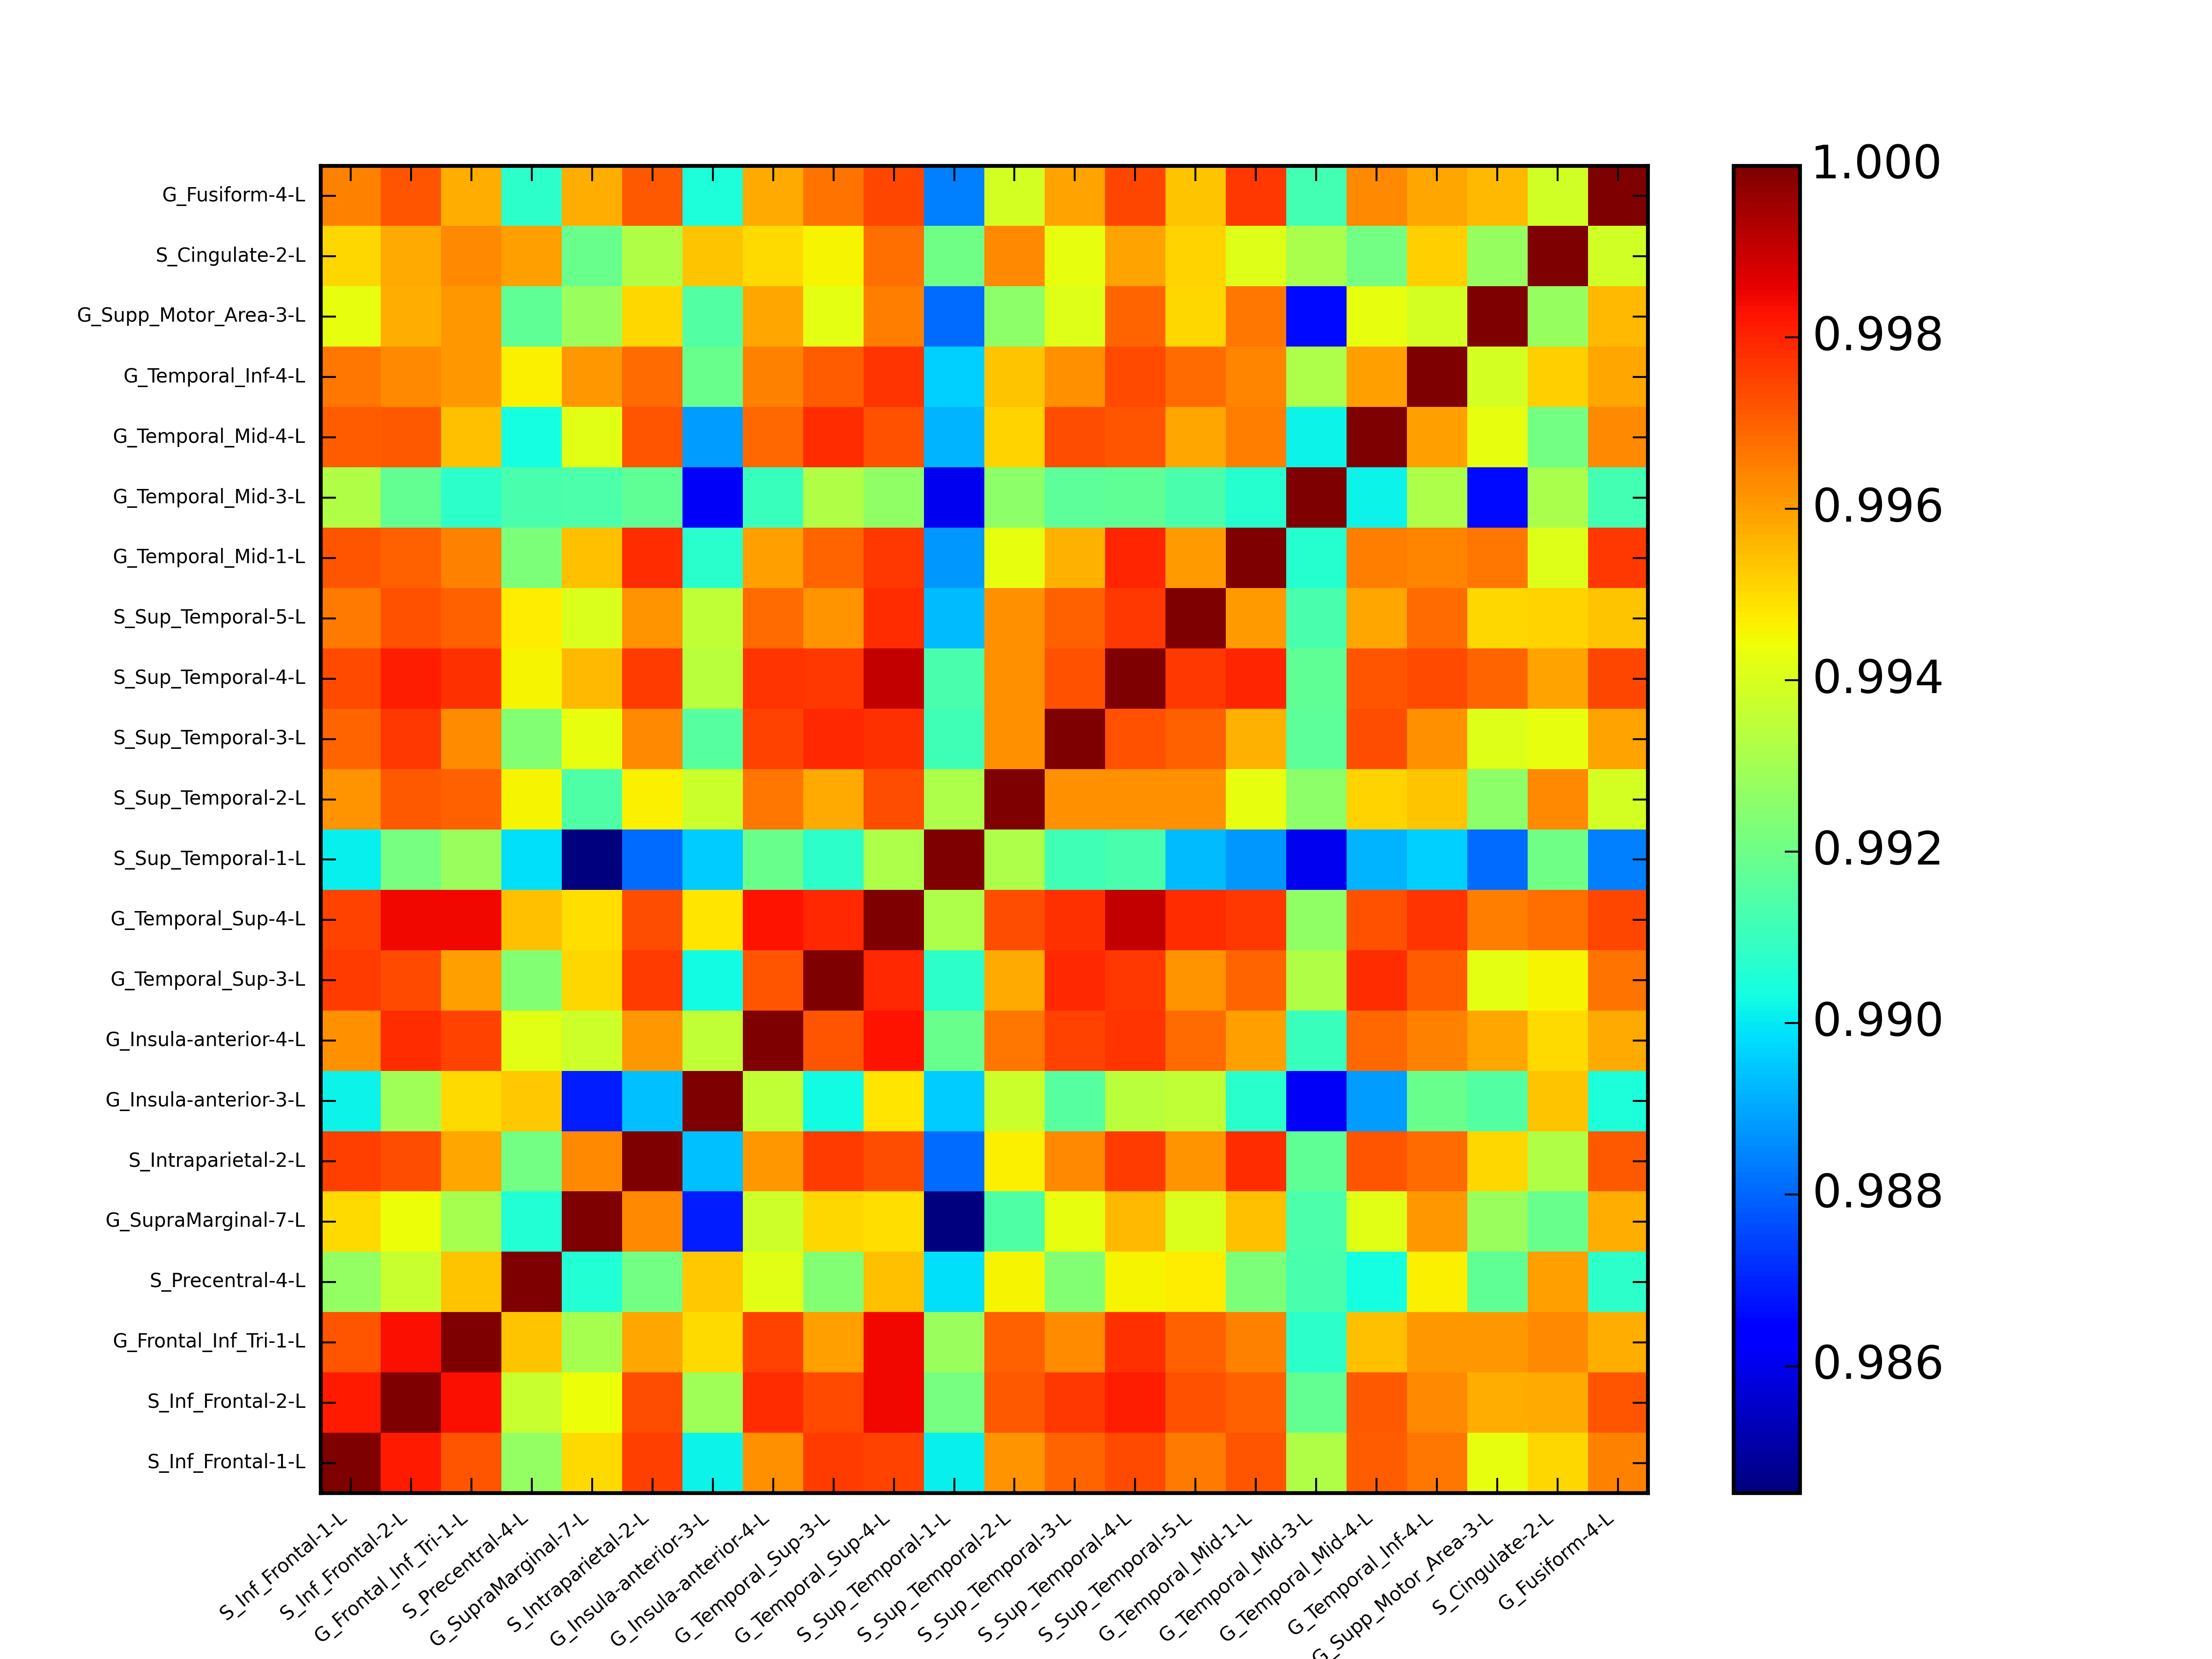 G_Fusiform-4-L
S_Cingulate-2-L
G_Supp_Motor_Area-3-L
G_Temporal_Inf-4-L
G_Temporal_Mid-4-L
G_Temporal_Mid-3-L
G_Temporal_Mid-1-L
S_Sup_Temporal-5-L
S_Sup_Temporal-4-L
S_Sup_Temporal-3-L
S_Sup_Temporal-2-L
S_Sup_Temporal-1-L
G_Temporal_Sup-4-L
G_Temporal_Sup-3-L
G_Insula-anterior-4-L
G_Insula-anterior-3-L
S_Intraparietal-2-L
G_SupraMarginal-7-L
S_Precentral-4-L
G_Frontal_Inf_Tri-1-L
S_Inf_Frontal-2-L
S_Inf_Frontal-1-L
S_Inf_Frontal-1-L
S_Inf_Frontal-2-L
G_Frontal_Inf_Tri-1-L
S_Precentral-4-L
G_SupraMarginal-7-L
S_Intraparietal-2-L
G_Insula-anterior-3-L
G_Insula-anterior-4-L
G_Temporal_Sup-3-L
G_Temporal_Sup-4-L
S_Sup_Temporal-1-L
S_Sup_Temporal-2-L
S_Sup_Temporal-3-L
S_Sup_Temporal-4-L
S_Sup_Temporal-5-L
G_Temporal_Mid-1-L
G_Temporal_Mid-3-L
G_Temporal_Mid-4-L
G_Temporal_Inf-4-L
G_Supp_Motor_Area-3-L
S_Cingulate-2-L
G_Fusiform-4-L
1.000
0.998
0.996
0.994
0.992
0.990
0.988
0.986